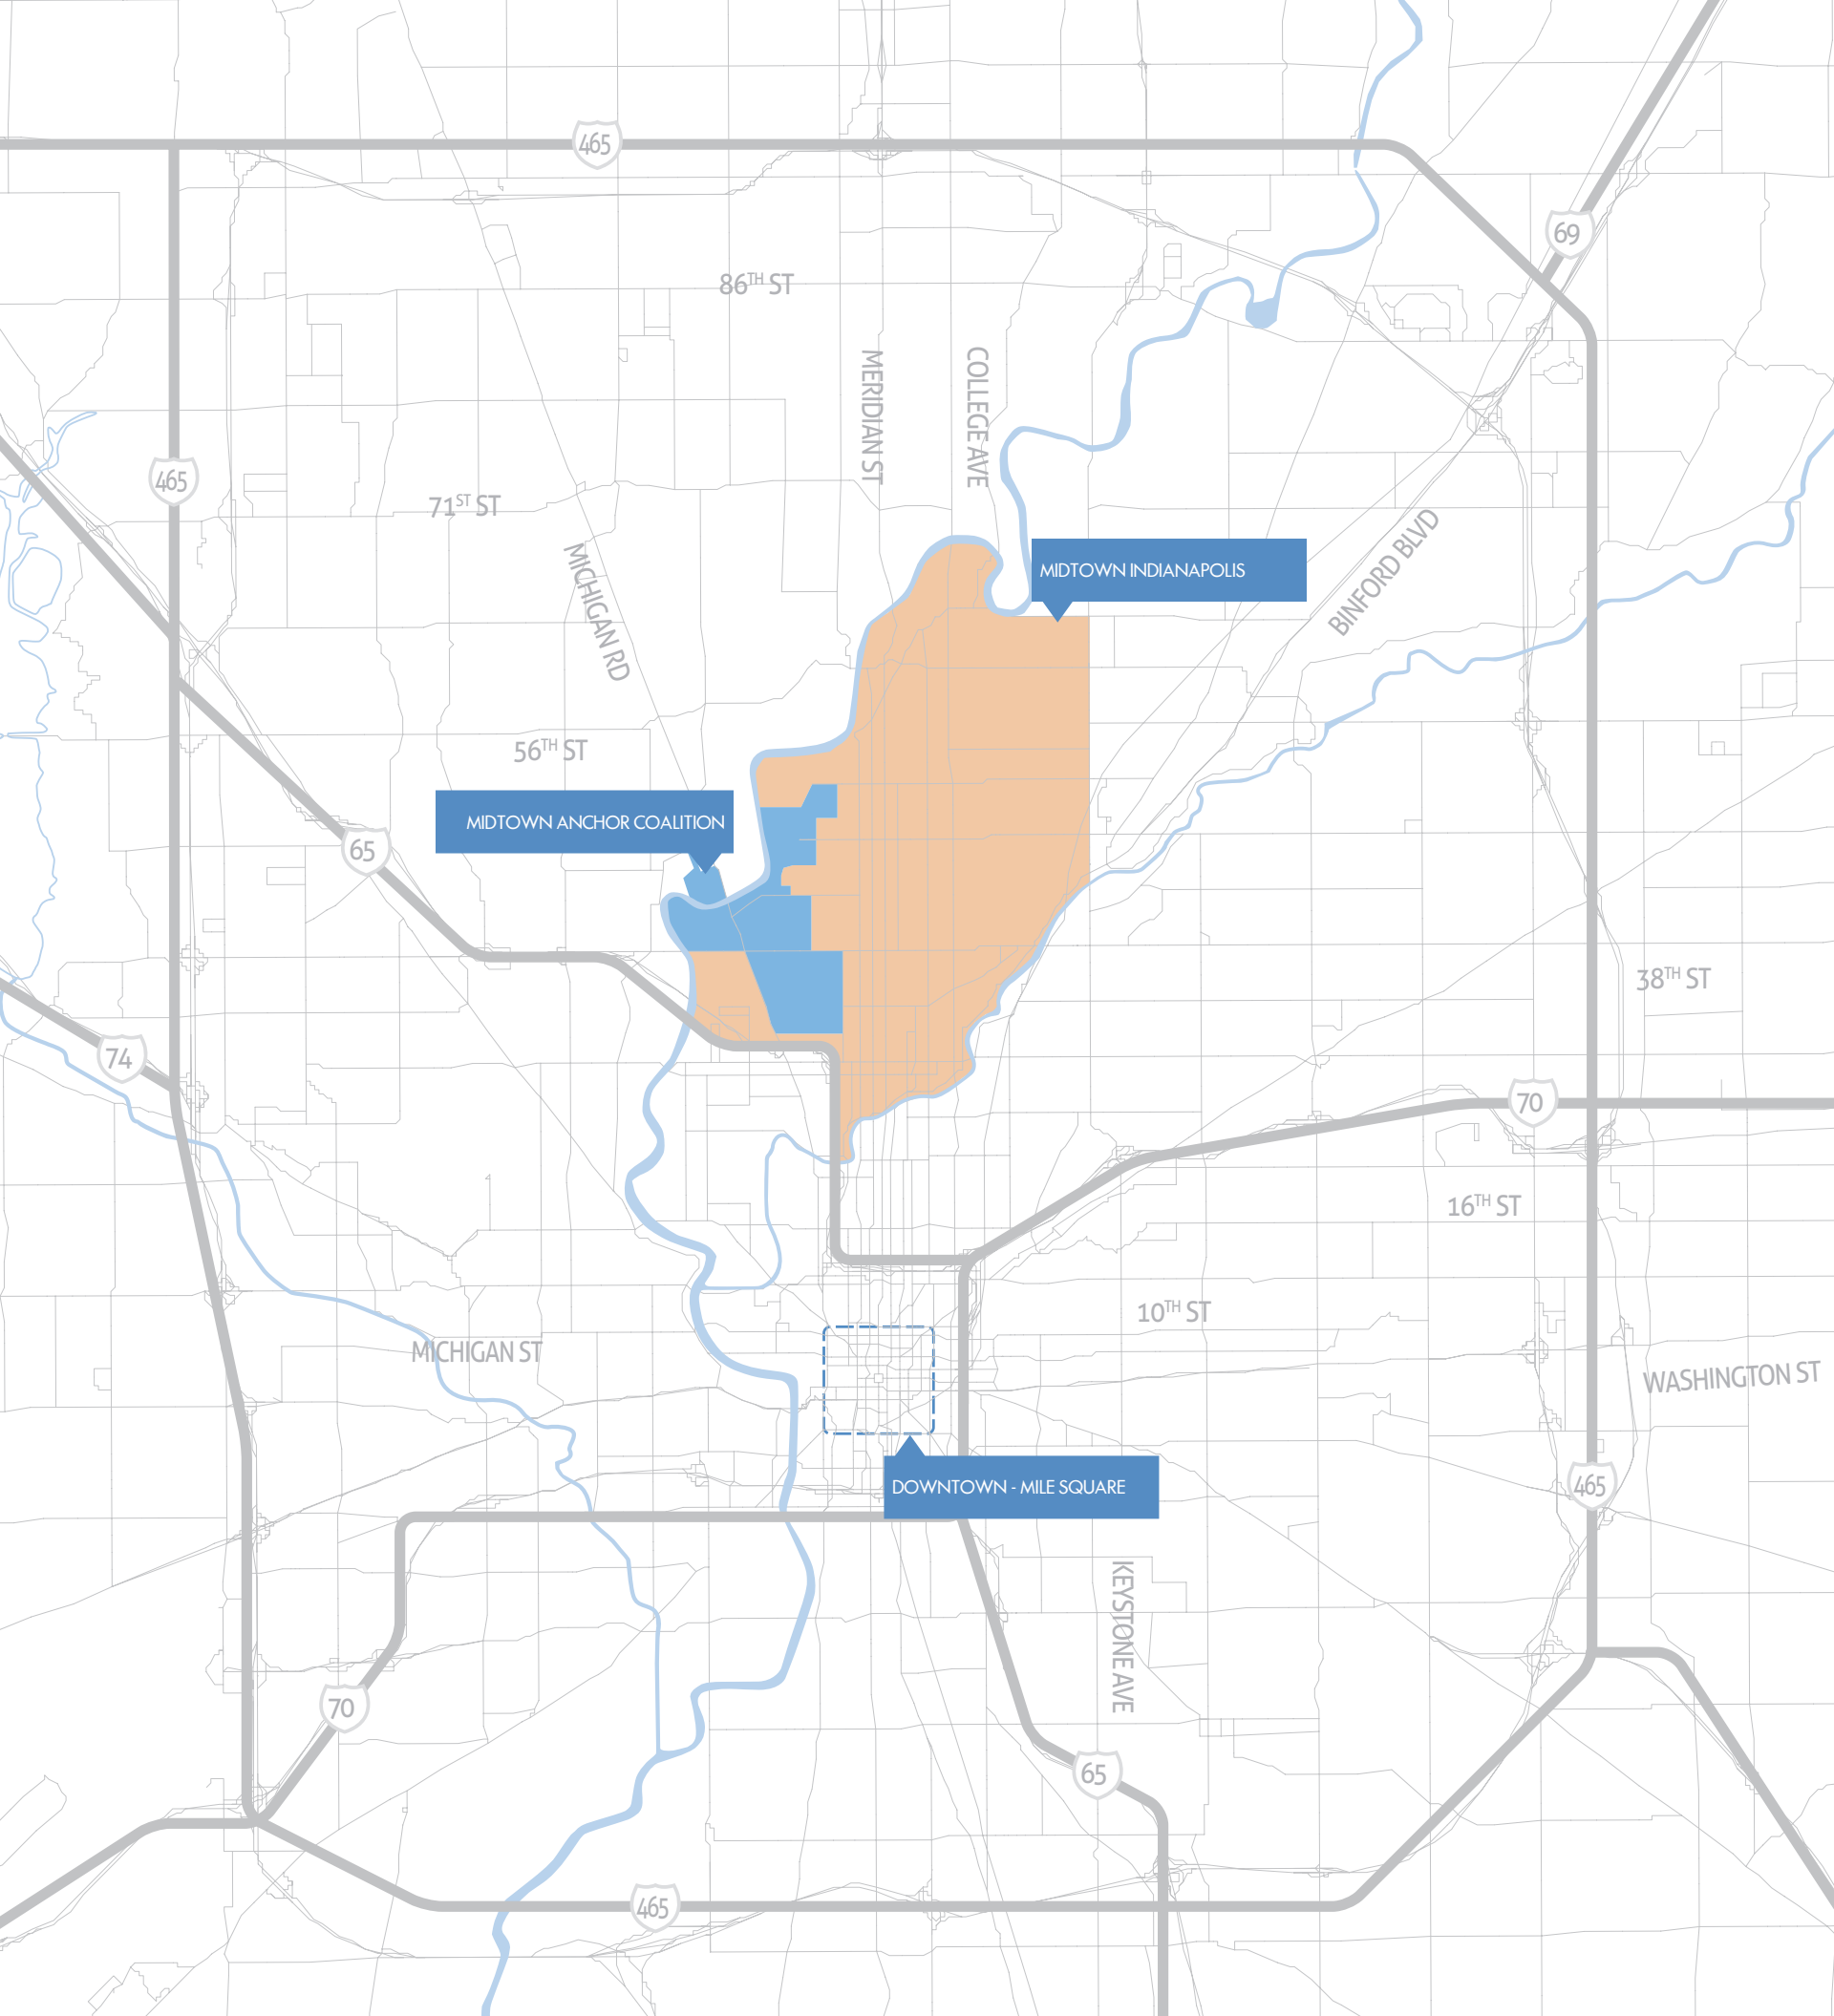 465
69
86TH ST
MERIDIAN ST
COLLEGE AVE
465
71ST ST
MICHIGAN RD
BINFORD BLVD
MIDTOWN INDIANAPOLIS
56TH ST
MIDTOWN ANCHOR COALITION
65
38TH ST
74
70
16TH ST
10TH ST
MICHIGAN ST
WASHINGTON ST
465
DOWNTOWN - MILE SQUARE
KEYSTONE AVE
70
65
465